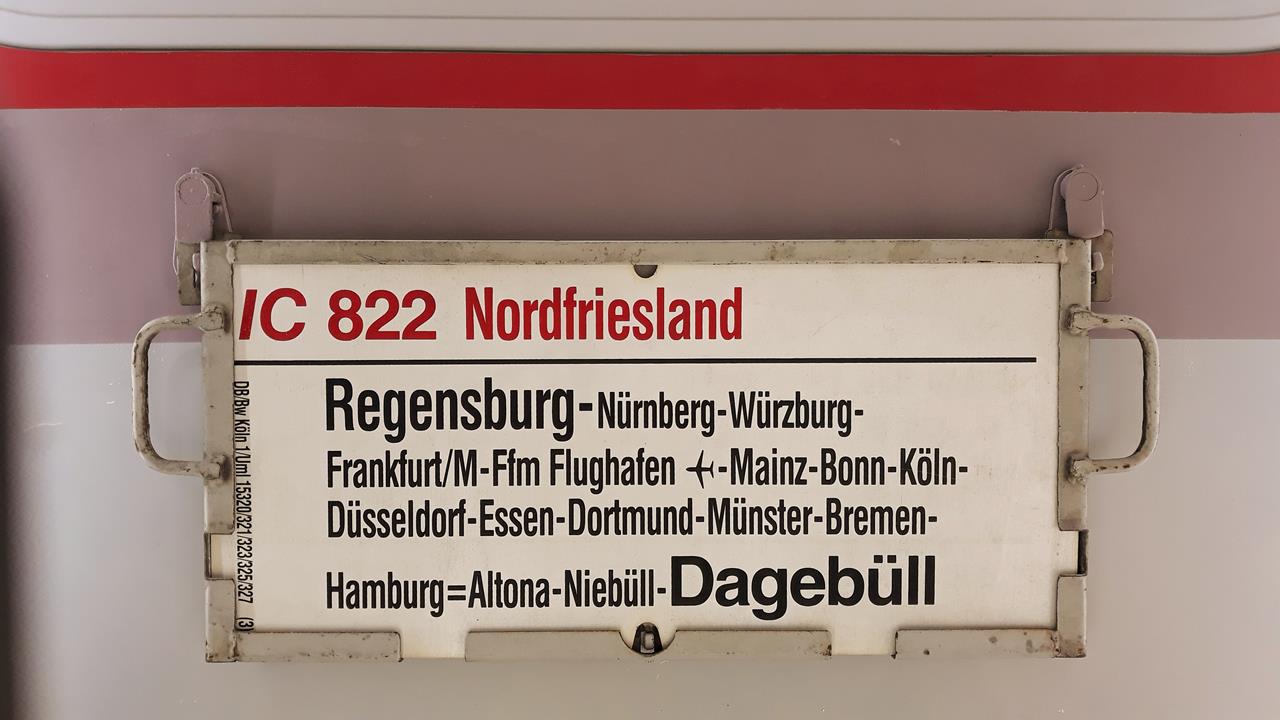 IC 822 Nordfriesland
Regensburg-Nürnberg-Würzburg-
Frankfurt/M-Ffm Flughafen ✈-Mainz-Bonn-Köln-
Düsseldorf-Essen-Dortmund-Münster-Bremen-
Hamburg=Altona-Niebüll-Dagebüll
DB/Bw Köln 1/Uml 15320/321/323/325/327 (3)